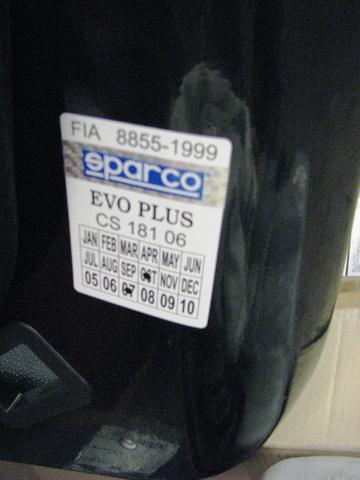 FIA 8855-1999
sparco
EVO PLUS
CS 181 06
JAN FEB MAR APR MAY JUN
JUL AUG SEP OCT NOV DEC
05 06 07 08 09 10